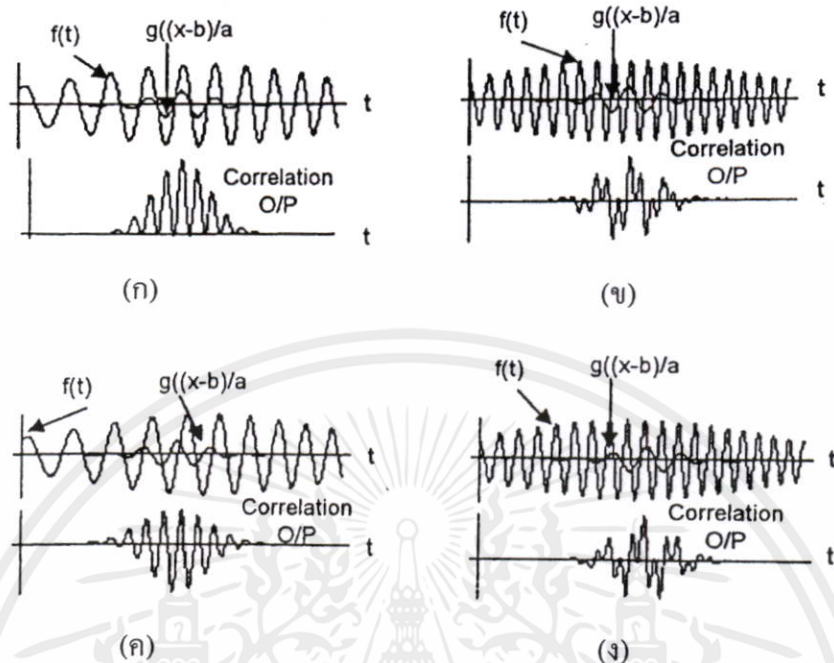 f(t)
g((x-b)/a
t
Correlation
O/P
t
(ก)
f(t)
g((x-b)/a
t
Correlation
O/P
t
(ข)
f(t)
g((x-b)/a
t
Correlation
O/P
t
(ค)
f(t)
g((x-b)/a
t
Correlation
O/P
t
(ง)